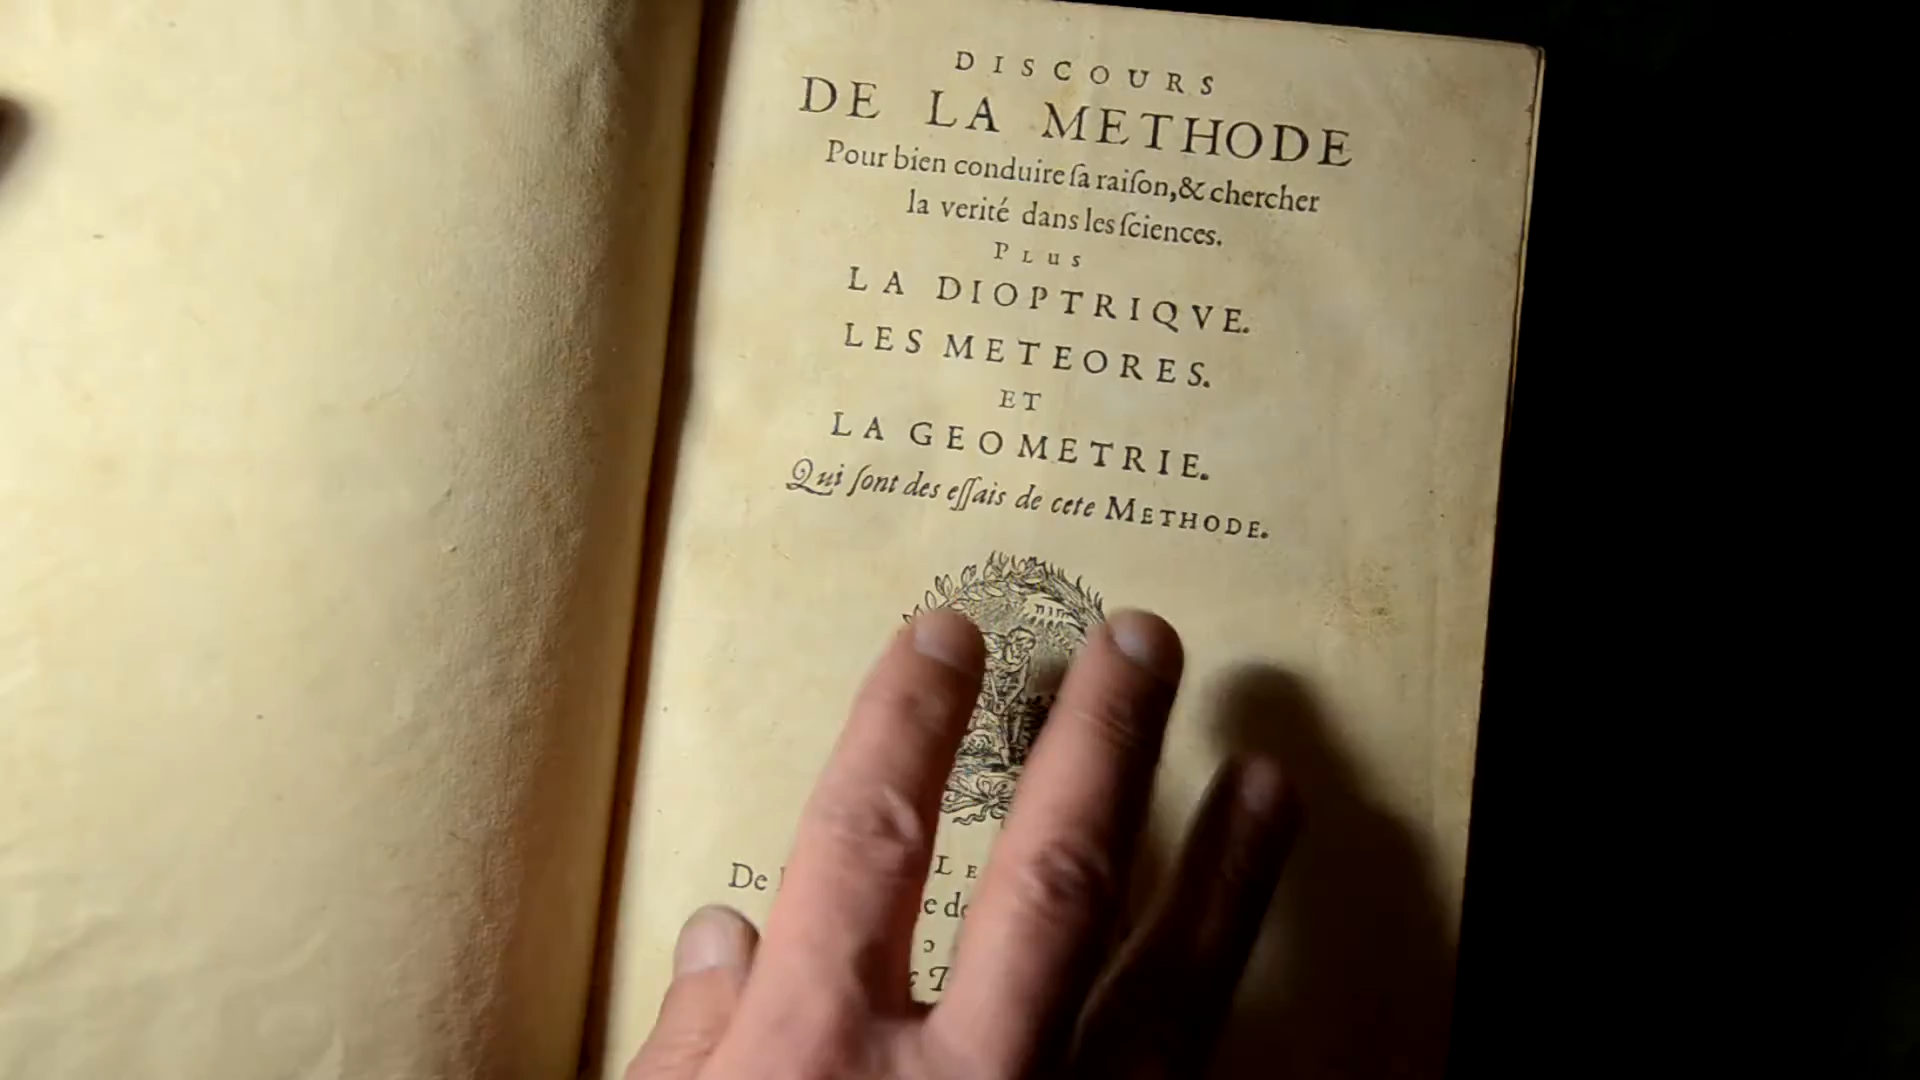 DISCOURS
DE LA METHODE
Pour bien conduire ſa raiſon, & chercher
la verité dans les ſciences.
PLUS
LA DIOPTRIQVE.
LES METEORES.
ET
LA GEOMETRIE.
Qui ſont des eſſais de cete METHODE.
De